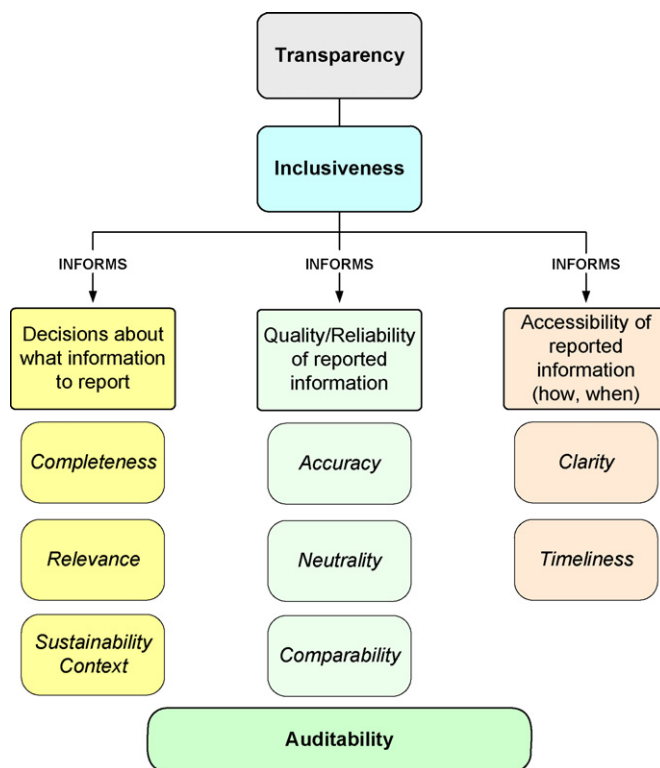 Transparency
Inclusiveness
INFORMS
INFORMS
INFORMS
Decisions about
what information
to report
Quality/Reliability
of reported
information
Accessibility of
reported
information
(how, when)
Completeness
Accuracy
Clarity
Relevance
Neutrality
Timeliness
Sustainability
Context
Comparability
Auditability